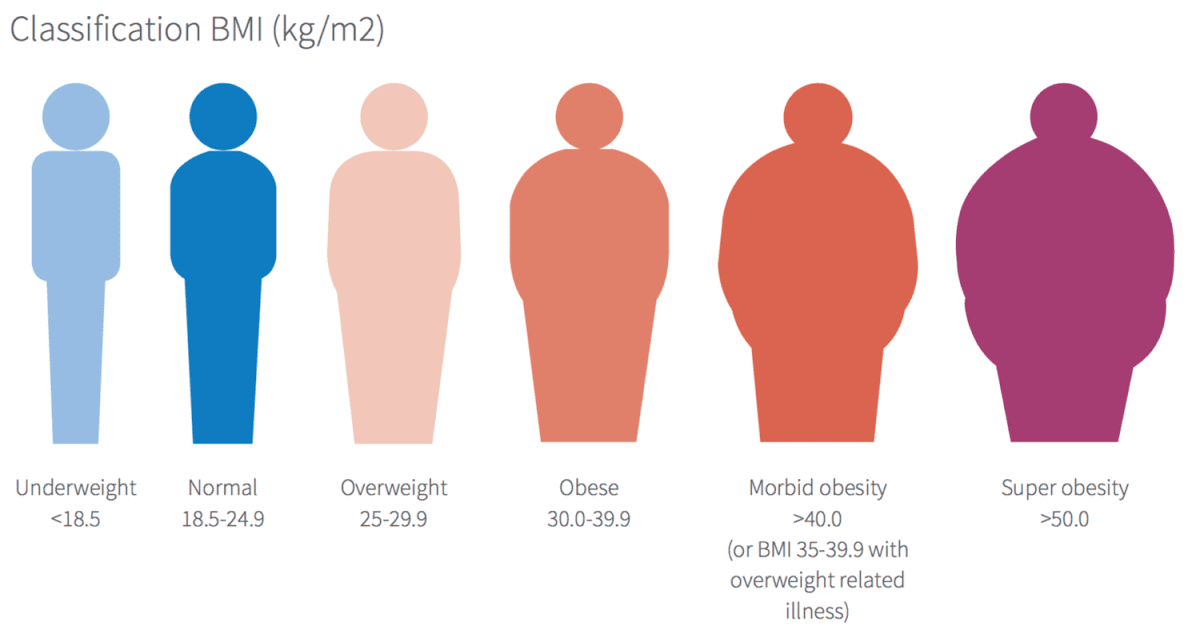 Classification BMI (kg/m2)
Underweight
<18.5
Normal
18.5-24.9
Overweight
25-29.9
Obese
30.0-39.9
Morbid obesity
>40.0
(or BMI 35-39.9 with
overweight related
illness)
Super obesity
>50.0